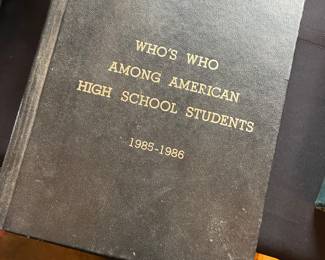 WHO'S WHO
AMONG AMERICAN
HIGH SCHOOL STUDENTS
1985-1986